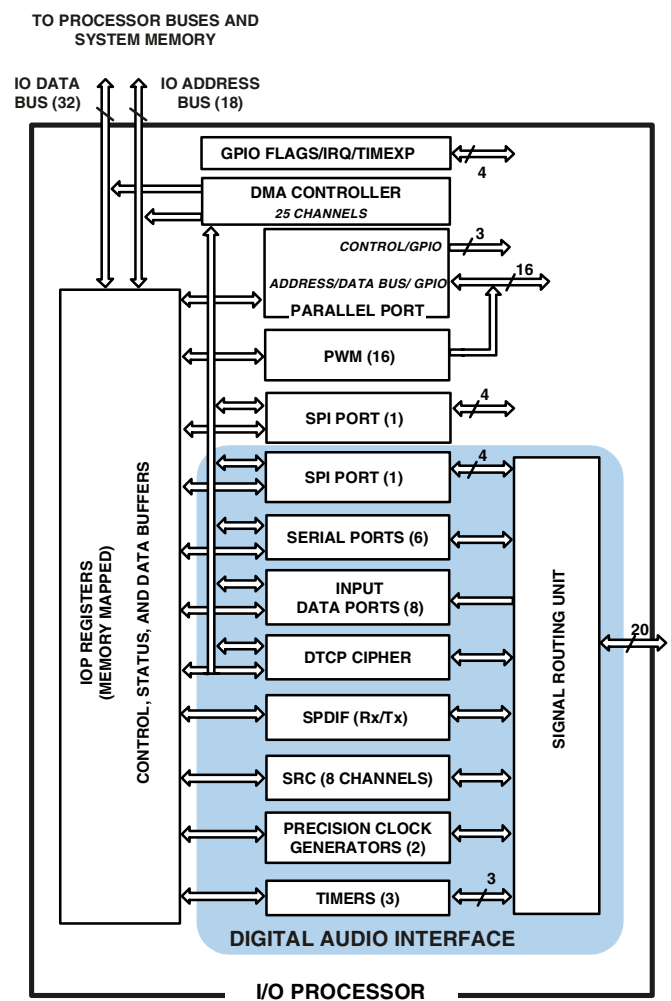 TO PROCESSOR BUSES AND
SYSTEM MEMORY
IO DATA
BUS (32)
IO ADDRESS
BUS (18)
GPIO FLAGS/IRQ/TIMEXP
4
DMA CONTROLLER
25 CHANNELS
CONTROL/GPIO
3
ADDRESS/DATA BUS/ GPIO
16
PARALLEL PORT
PWM (16)
SPI PORT (1)
4
SPI PORT (1)
4
SERIAL PORTS (6)
INPUT
DATA PORTS (8)
DTCP CIPHER
SPDIF (Rx/Tx)
SRC (8 CHANNELS)
PRECISION CLOCK
GENERATORS (2)
TIMERS (3)
3
IOP REGISTERS
(MEMORY MAPPED)
CONTROL, STATUS, AND DATA BUFFERS
SIGNAL ROUTING UNIT
20
DIGITAL AUDIO INTERFACE
I/O PROCESSOR